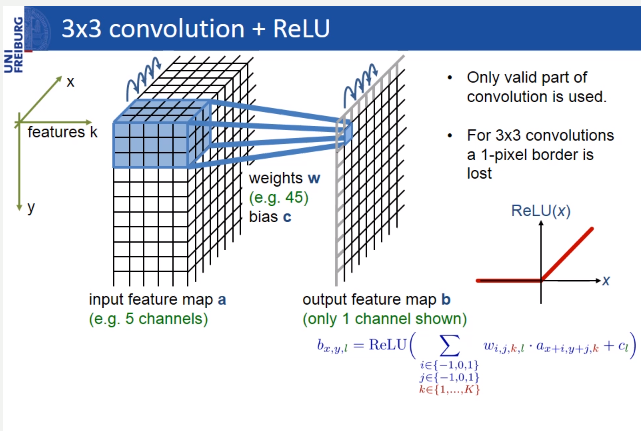 UNI
FREIBURG
3x3 convolution + ReLU
x
features k
y
weights w
(e.g. 45)
bias c
input feature map a
(e.g. 5 channels)
output feature map b
(only 1 channel shown)
• Only valid part of
convolution is used.
• For 3x3 convolutions
a 1-pixel border is
lost
ReLU(x)
x
b_{x,y,l} = ReLU( ∑ w_{i,j,k,l} · a_{x+i,y+j,k} + c_l )
i∈{−1,0,1}
j∈{−1,0,1}
k∈{1,...,K}